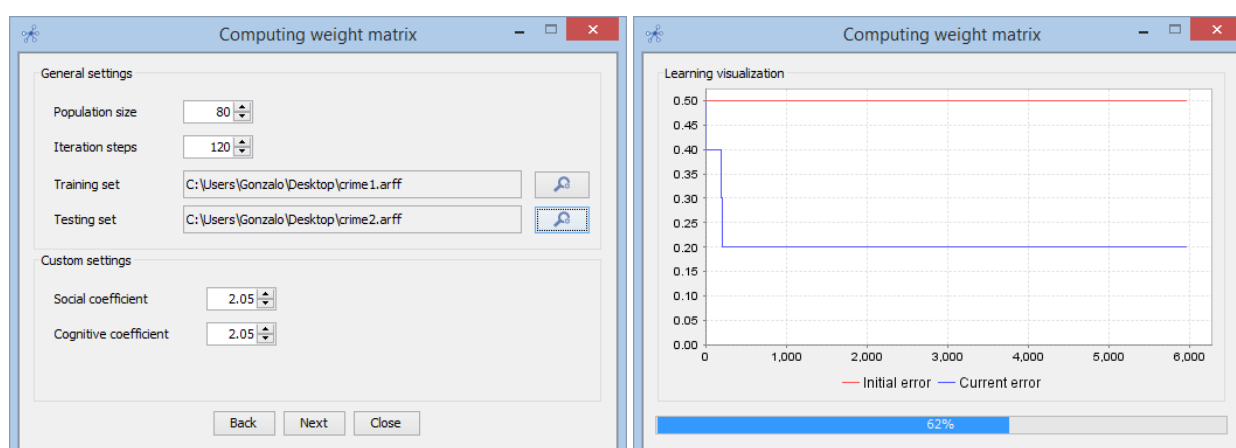 Computing weight matrix
General settings
Population size 80
Iteration steps 120
Training set C:\Users\Gonzalo\Desktop\crime1.arff
Testing set C:\Users\Gonzalo\Desktop\crime2.arff
Custom settings
Social coefficient 2.05
Cognitive coefficient 2.05
Back Next Close
Computing weight matrix
Learning visualization
0.50
0.45
0.40
0.35
0.30
0.25
0.20
0.15
0.10
0.05
0.00
0 1,000 2,000 3,000 4,000 5,000 6,000
Initial error Current error
62%